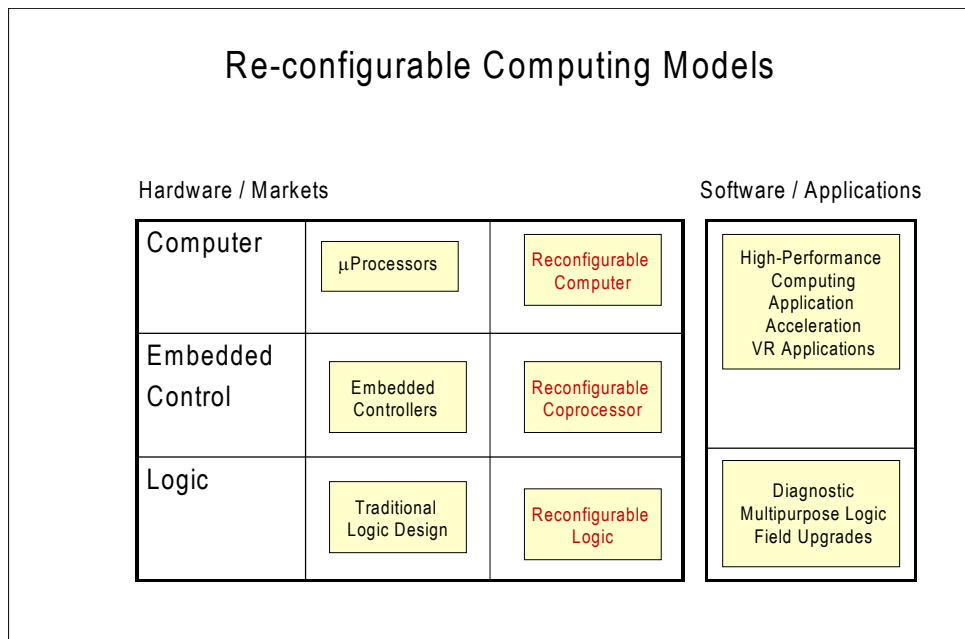 Re-configurable Computing Models
Hardware / Markets
Software / Applications
Computer
μProcessors
Reconfigurable
Computer
High-Performance
Computing
Application
Acceleration
VR Applications
Embedded
Control
Embedded
Controllers
Reconfigurable
Coprocessor
Logic
Traditional
Logic Design
Reconfigurable
Logic
Diagnostic
Multipurpose Logic
Field Upgrades